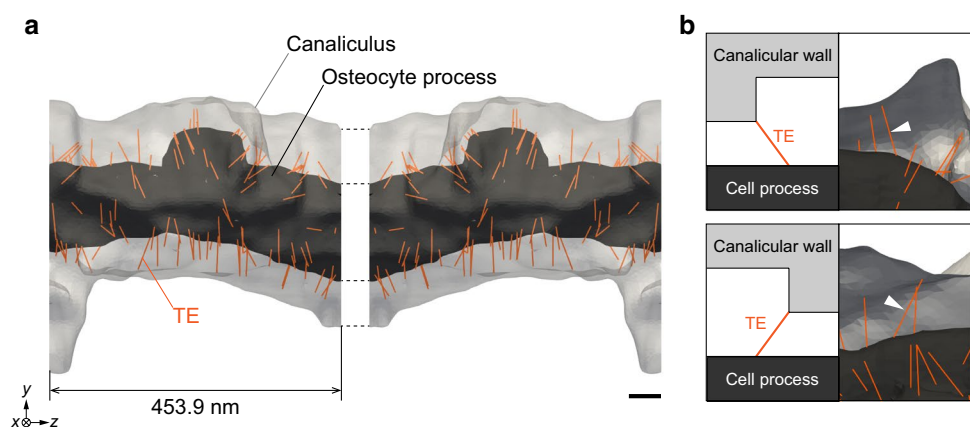 a
Canaliculus
Osteocyte process
TE
453.9 nm
y
x
z
b
Canalicular wall
TE
Cell process
Canalicular wall
TE
Cell process